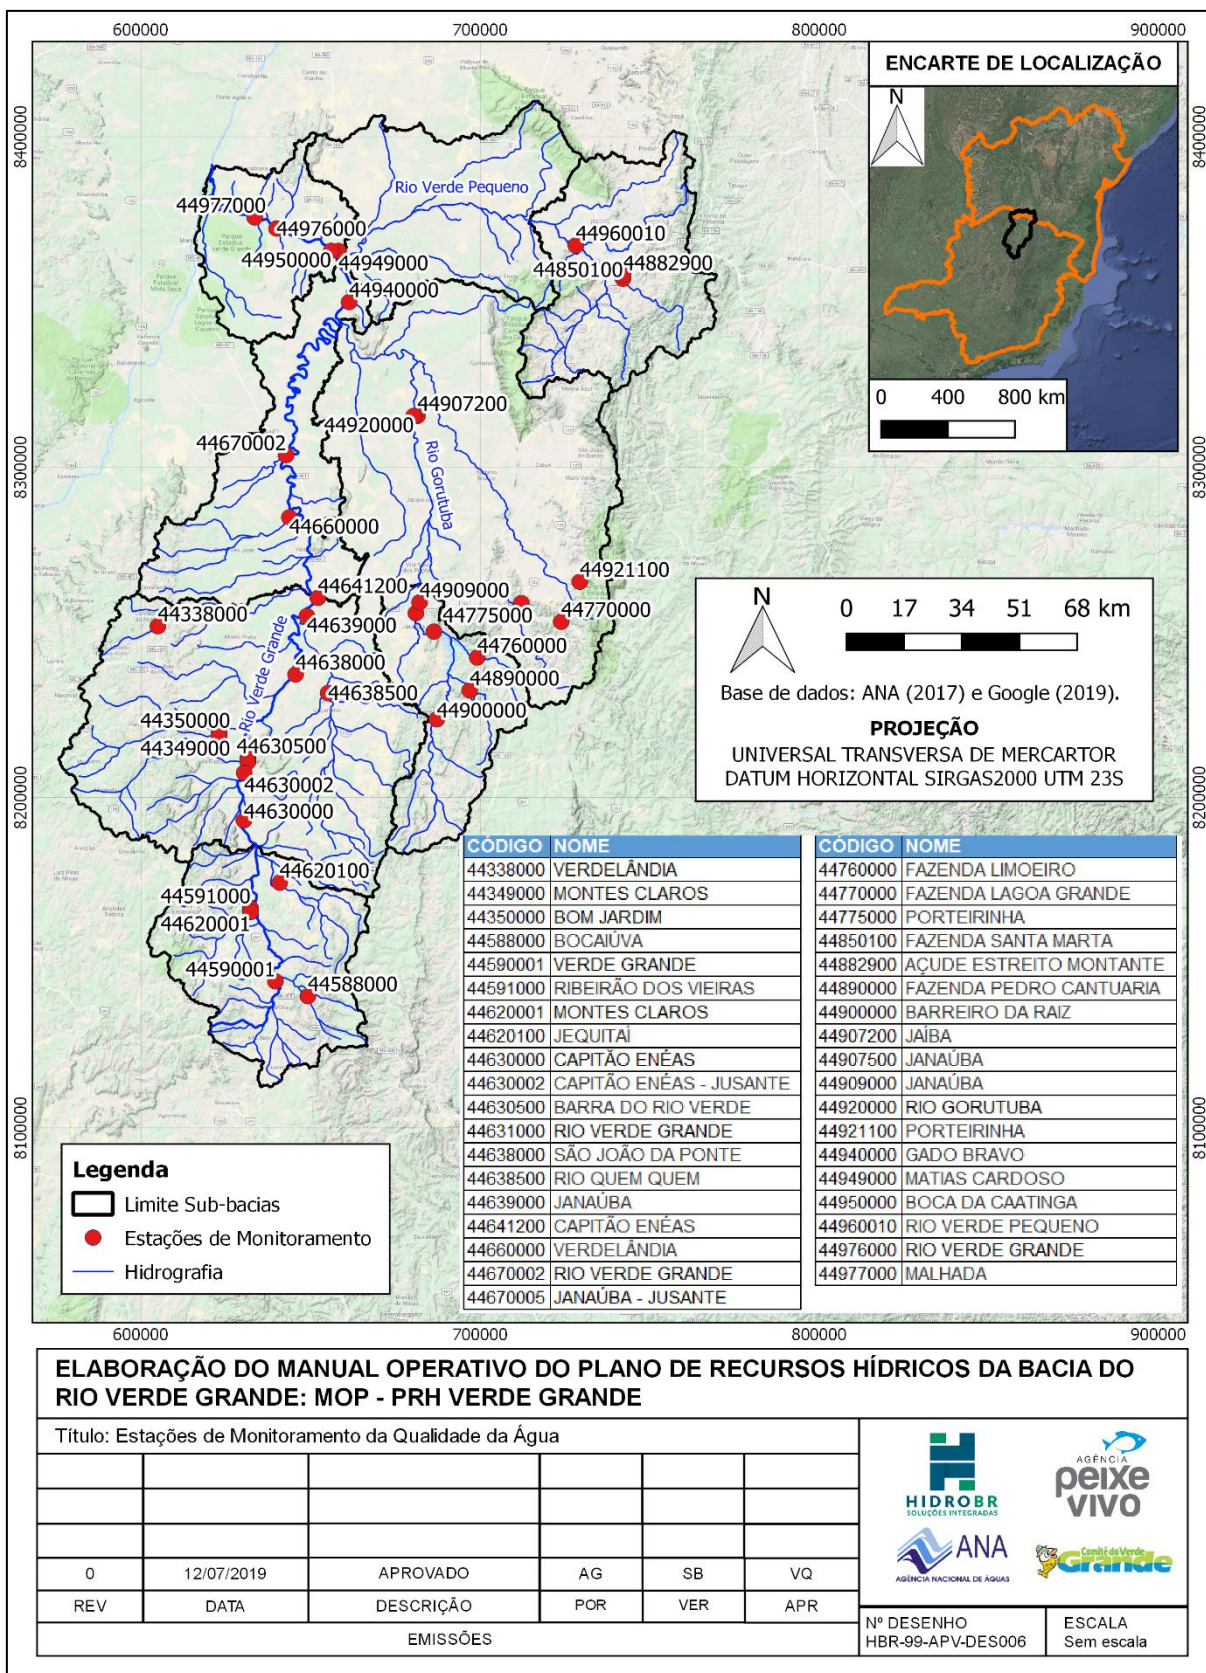 600000
700000
800000
900000
8400000
8300000
8200000
8100000
8400000
8300000
8200000
8100000
ENCARTE DE LOCALIZAÇÃO
N
0 400 800 km
Rio Verde Pequeno
44977000
44976000
44960010
44950000
44949000
44850100
44882900
44940000
44907200
44920000
44670002
Rio Gorutuba
44660000
44921100
44641200
44909000
44338000
44639000
44775000
44770000
Rio Verde Grande
44638000
44760000
44638500
44890000
44350000
44900000
44349000
44630500
44630002
44630000
44620100
44591000
44620001
44590001
44588000
N
0 17 34 51 68 km
Base de dados: ANA (2017) e Google (2019).
PROJEÇÃO
UNIVERSAL TRANSVERSA DE MERCARTOR
DATUM HORIZONTAL SIRGAS2000 UTM 23S
CÓDIGO NOME
44338000 VERDELÂNDIA
44349000 MONTES CLAROS
44350000 BOM JARDIM
44588000 BOCAIÚVA
44590001 VERDE GRANDE
44591000 RIBEIRÃO DOS VIEIRAS
44620001 MONTES CLAROS
44620100 JEQUITAÍ
44630000 CAPITÃO ENÉAS
44630002 CAPITÃO ENÉAS - JUSANTE
44630500 BARRA DO RIO VERDE
44631000 RIO VERDE GRANDE
44638000 SÃO JOÃO DA PONTE
44638500 RIO QUEM QUEM
44639000 JANAÚBA
44641200 CAPITÃO ENÉAS
44660000 VERDELÂNDIA
44670002 RIO VERDE GRANDE
44670005 JANAÚBA - JUSANTE
CÓDIGO NOME
44760000 FAZENDA LIMOEIRO
44770000 FAZENDA LAGOA GRANDE
44775000 PORTEIRINHA
44850100 FAZENDA SANTA MARTA
44882900 AÇUDE ESTREITO MONTANTE
44890000 FAZENDA PEDRO CANTUARIA
44900000 BARREIRO DA RAIZ
44907200 JAÍBA
44907500 JANAÚBA
44909000 JANAÚBA
44920000 RIO GORUTUBA
44921100 PORTEIRINHA
44940000 GADO BRAVO
44949000 MATIAS CARDOSO
44950000 BOCA DA CAATINGA
44960010 RIO VERDE PEQUENO
44976000 RIO VERDE GRANDE
44977000 MALHADA
Legenda
Limite Sub-bacias
Estações de Monitoramento
Hidrografia
600000
700000
800000
900000
ELABORAÇÃO DO MANUAL OPERATIVO DO PLANO DE RECURSOS HÍDRICOS DA BACIA DO
RIO VERDE GRANDE: MOP - PRH VERDE GRANDE
Título: Estações de Monitoramento da Qualidade da Água
0 12/07/2019 APROVADO AG SB VQ
REV DATA DESCRIÇÃO POR VER APR
EMISSÕES
HIDROBR
SOLUÇÕES INTEGRADAS
AGÊNCIA
peixe
VIVO
ANA
AGÊNCIA NACIONAL DE ÁGUAS
Comitê do Verde
Grande
Nº DESENHO
HBR-99-APV-DES006
ESCALA
Sem escala